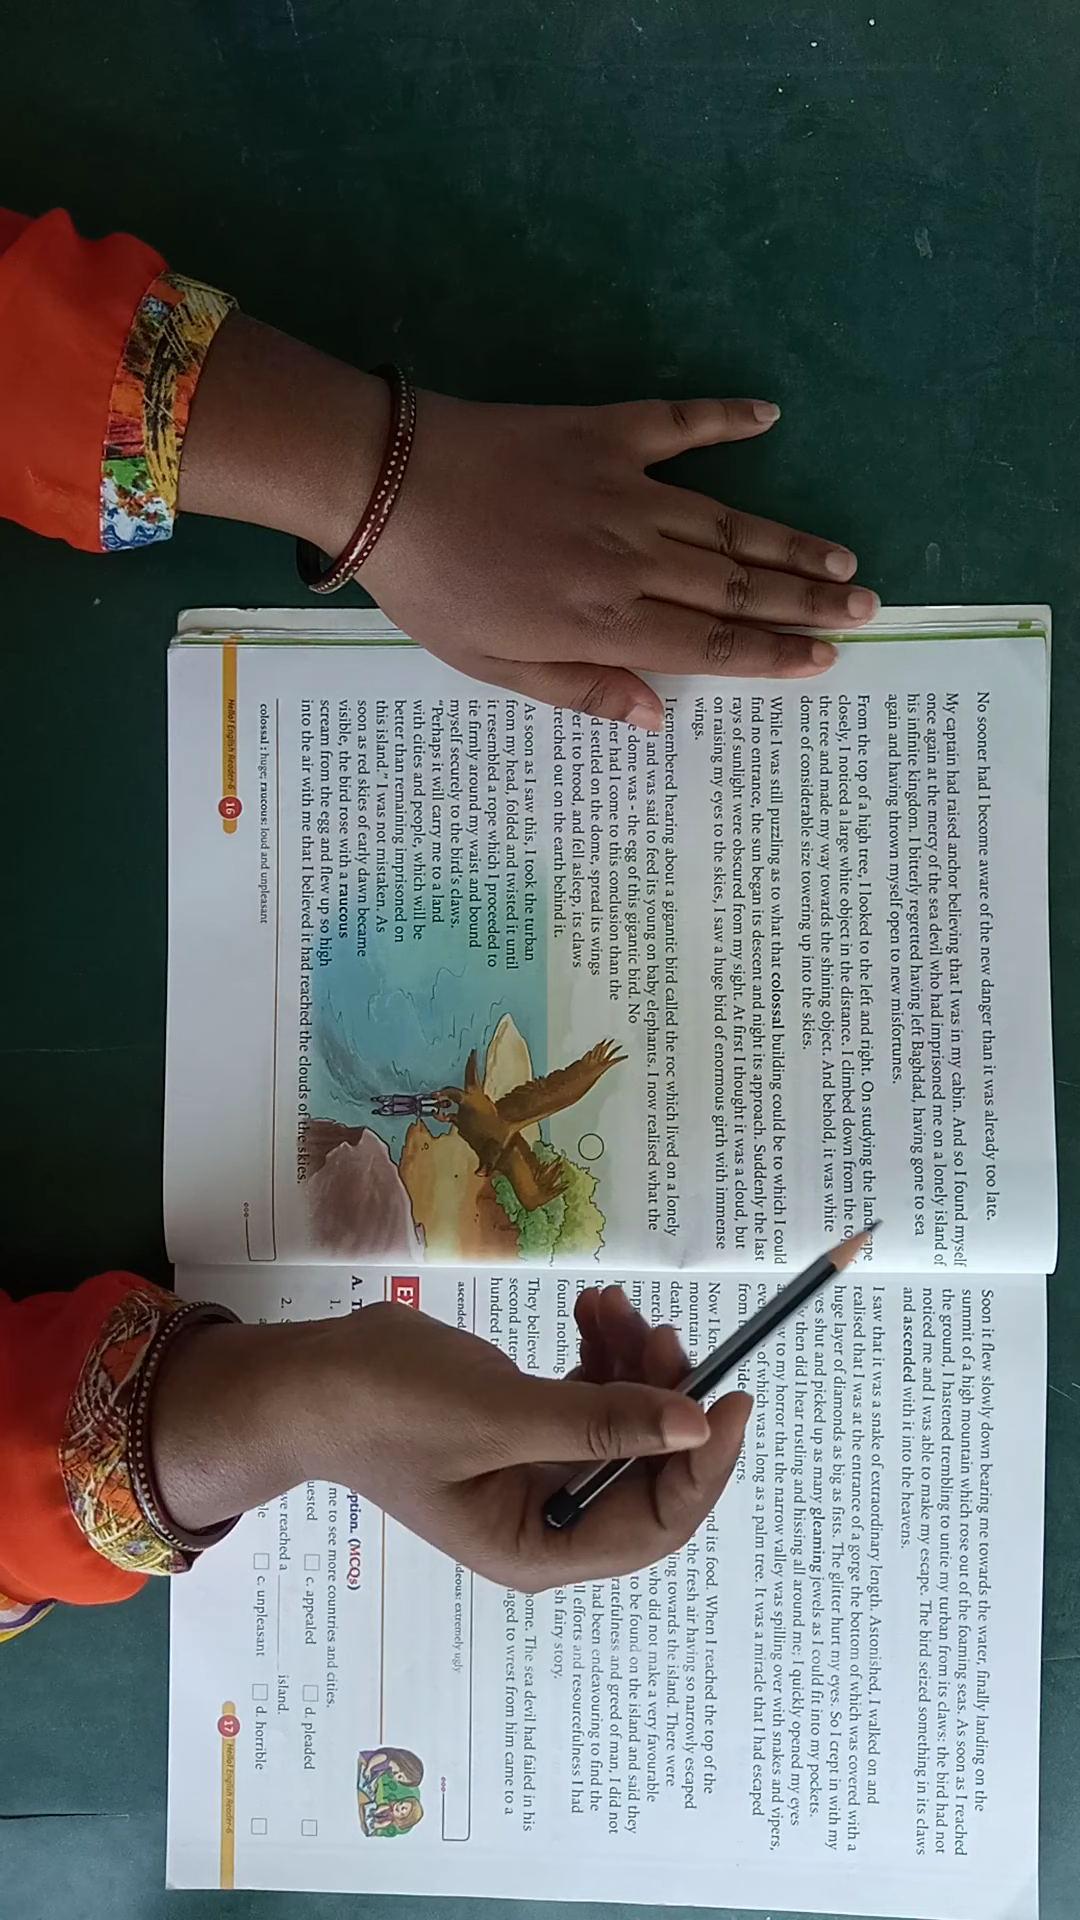 No sooner had I become aware of the new danger than it was already too late.
My captain had raised anchor believing that I was in my cabin. And so I found myself
once again at the mercy of the sea devil who had imprisoned me on a lonely island of
his infinite kingdom. I bitterly regretted having left Baghdad, having gone to sea
again and having thrown myself open to new misfortunes.
From the top of a high tree, I looked to the left and right. On studying the landscape
closely, I noticed a large white object in the distance. I climbed down from the top of
the tree and made my way towards the shining object. And behold, it was white
dome of considerable size towering up into the skies.
While I was still puzzling as to what that colossal building could be to which I could
find no entrance, the sun began its descent and night its approach. Suddenly the last
rays of sunlight were obscured from my sight. At first I thought it was a cloud, but
on raising my eyes to the skies, I saw a huge bird of enormous girth with immense
wings.
I remembered hearing about a gigantic bird called the roc which lived on a lonely
and was said to feed its young on baby elephants. I now realised what the
dome was - the egg of this gigantic bird. No
had I come to this conclusion than the
settled on the dome, spread its wings
it to brood, and fell asleep, its claws
stretched out on the earth behind it.
As soon as I saw this, I took the turban
from my head, folded and twisted it until
it resembled a rope which I proceeded to
tie firmly around my waist and bound
myself securely to the bird's claws.
"Perhaps it will carry me to a land
with cities and people, which will be
better than remaining imprisoned on
this island." I was not mistaken. As
soon as red skies of early dawn became
visible, the bird rose with a raucous
scream from the egg and flew up so high
into the air with me that I believed it had reached the clouds of the skies.
colossal : huge; raucous: loud and unpleasant
Hello! English Reader-6 16
Soon it flew slowly down bearing me towards the water, finally landing on the
summit of a high mountain which rose out of the foaming seas. As soon as I reached
the ground, I hastened trembling to untie my turban from its claws: the bird had not
noticed me and I was able to make my escape. The bird seized something in its claws
and ascended with it into the heavens.
I saw that it was a snake of extraordinary length. Astonished, I walked on and
realised that I was at the entrance of a gorge the bottom of which was covered with a
huge layer of diamonds as big as fists. The glitter hurt my eyes. So I crept in with my
eyes shut and picked up as many gleaming jewels as I could fit into my pockets.
then did I hear rustling and hissing all around me; I quickly opened my eyes
to my horror that the narrow valley was spilling over with snakes and vipers,
of which was a long as a palm tree. It was a miracle that I had escaped
from
Now I knew its food. When I reached the top of the
mountain the fresh air having so narrowly escaped
death, towards the island. There were
who did not make a very favourable
to be found on the island and said they
and greed of man, I did not
had been endeavouring to find the
efforts and resourcefulness I had
found nothing fairy story.
They believed home. The sea devil had failed in his
second managed to wrest from him came to a
hundred
ascended hideous: extremely ugly
A. option. (MCQs)
1. me to see more countries and cities.
c. appealed d. pleaded
2. reached a ______ island.
c. unpleasant d. horrible
17 Hello! English Reader-6